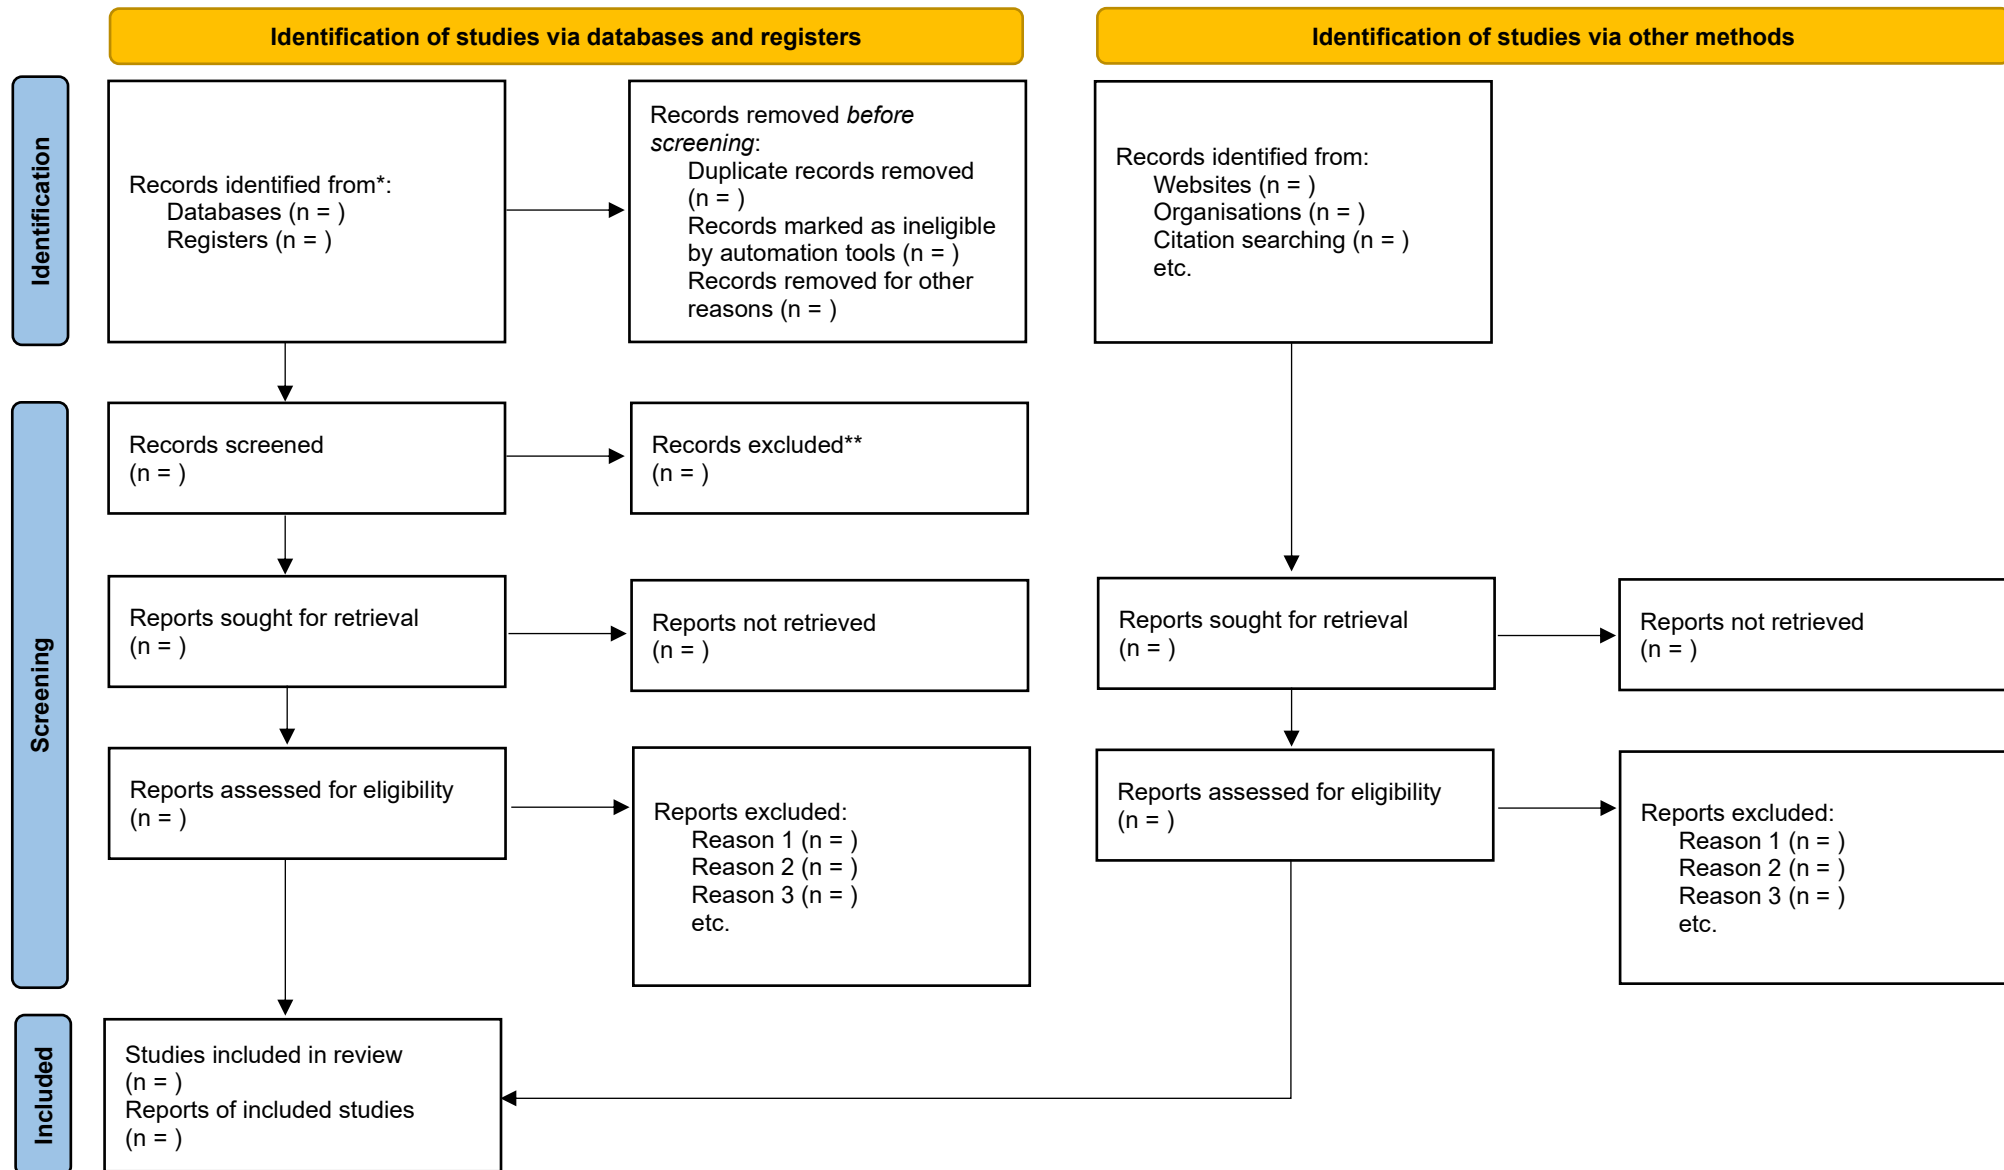 Identification of studies via databases and registers
Identification of studies via other methods
Identification
Records identified from*:
Databases (n = )
Registers (n = )
Records removed before
screening:
Duplicate records removed
(n = )
Records marked as ineligible
by automation tools (n = )
Records removed for other
reasons (n = )
Records identified from:
Websites (n = )
Organisations (n = )
Citation searching (n = )
etc.
Screening
Records screened
(n = )
Records excluded**
(n = )
Reports sought for retrieval
(n = )
Reports not retrieved
(n = )
Reports sought for retrieval
(n = )
Reports not retrieved
(n = )
Reports assessed for eligibility
(n = )
Reports excluded:
Reason 1 (n = )
Reason 2 (n = )
Reason 3 (n = )
etc.
Reports assessed for eligibility
(n = )
Reports excluded:
Reason 1 (n = )
Reason 2 (n = )
Reason 3 (n = )
etc.
Included
Studies included in review
(n = )
Reports of included studies
(n = )